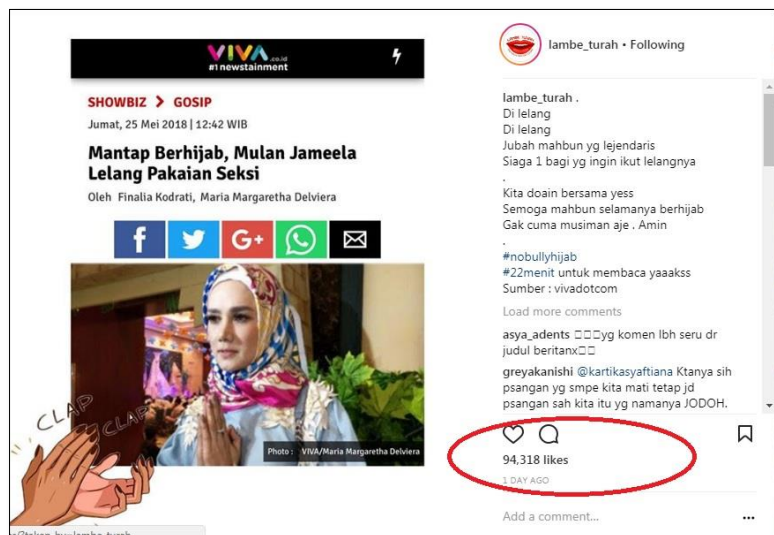 VIVA.co.id
#1 newstainment
SHOWBIZ > GOSIP
Jumat, 25 Mei 2018 | 12:42 WIB
Mantap Berhijab, Mulan Jameela
Lelang Pakaian Seksi
Oleh Finalia Kodrati, Maria Margaretha Delviera
f
G+
Photo : VIVA/Maria Margaretha Delviera
CLAP
CLAP
lambe_turah • Following
lambe_turah .
Di lelang
Di lelang
Jubah mahbun yg lejendaris
Siaga 1 bagi yg ingin ikut lelangnya
.
Kita doain bersama yess
Semoga mahbun selamanya berhijab
Gak cuma musiman aje . Amin
.
#nobullyhijab
#22menit untuk membaca yaaakss
Sumber : vivadotcom
Load more comments
asya_adents □□□yg komen lbh seru dr
judul beritanx□□
greyakanishi @kartikasyaftiana Ktanya sih
psangan yg smpe kita mati tetap jd
psangan sah kita itu yg namanya JODOH.
94,318 likes
1 DAY AGO
Add a comment...